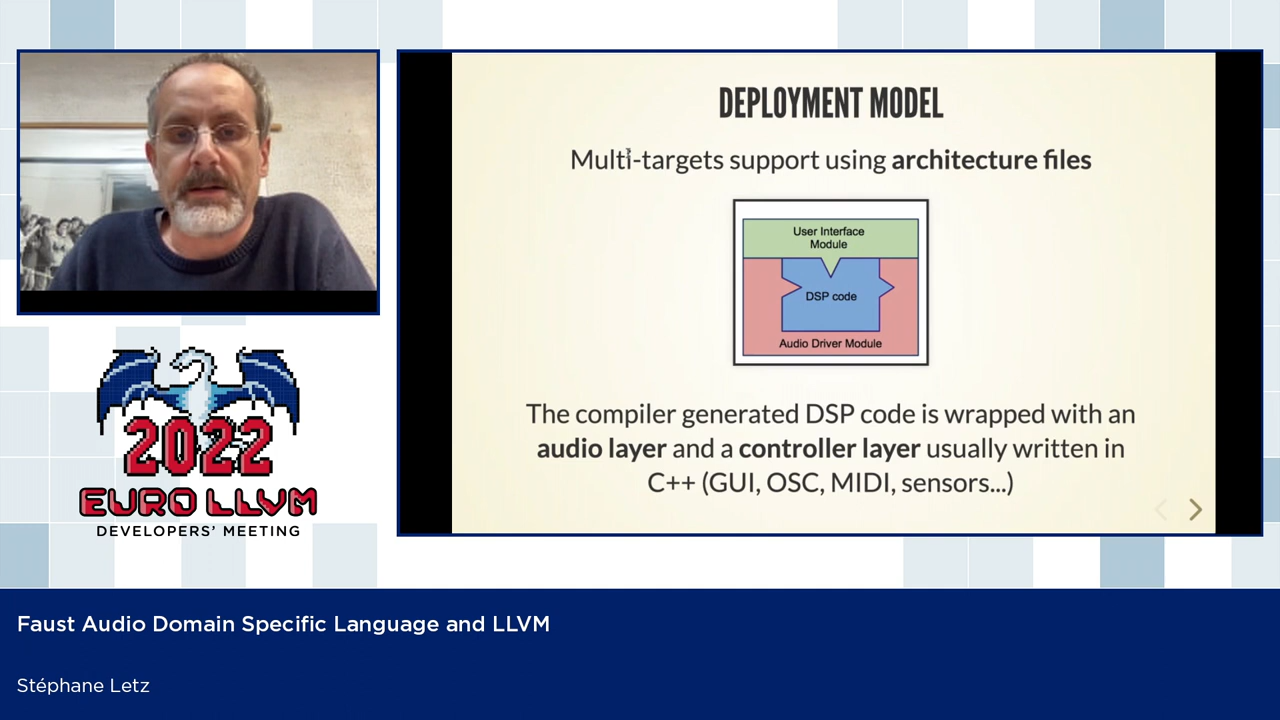 DEPLOYMENT MODEL
Multi-targets support using architecture files
User Interface
Module
DSP code
Audio Driver Module
The compiler generated DSP code is wrapped with an
audio layer and a controller layer usually written in
C++ (GUI, OSC, MIDI, sensors...)
2022
EURO LLVM
DEVELOPERS' MEETING
Faust Audio Domain Specific Language and LLVM
Stéphane Letz